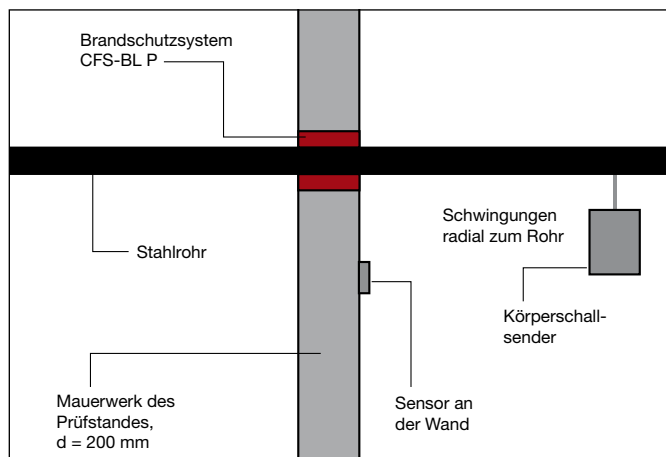 Brandschutzsystem
CFS-BL P
Stahlrohr
Schwingungen
radial zum Rohr
Körperschall-
sender
Mauerwerk des
Prüfstandes,
d = 200 mm
Sensor an
der Wand